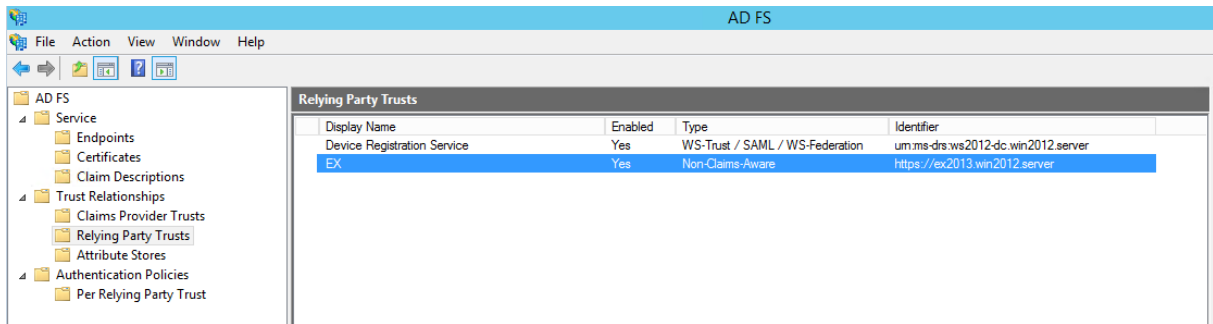 AD FS
File Action View Window Help
AD FS
Service
Endpoints
Certificates
Claim Descriptions
Trust Relationships
Claims Provider Trusts
Relying Party Trusts
Attribute Stores
Authentication Policies
Per Relying Party Trust
Relying Party Trusts
Display Name Enabled Type Identifier
Device Registration Service Yes WS-Trust / SAML / WS-Federation urn:ms-drs:ws2012-dc.win2012.server
EX Yes Non-Claims-Aware https://ex2013.win2012.server